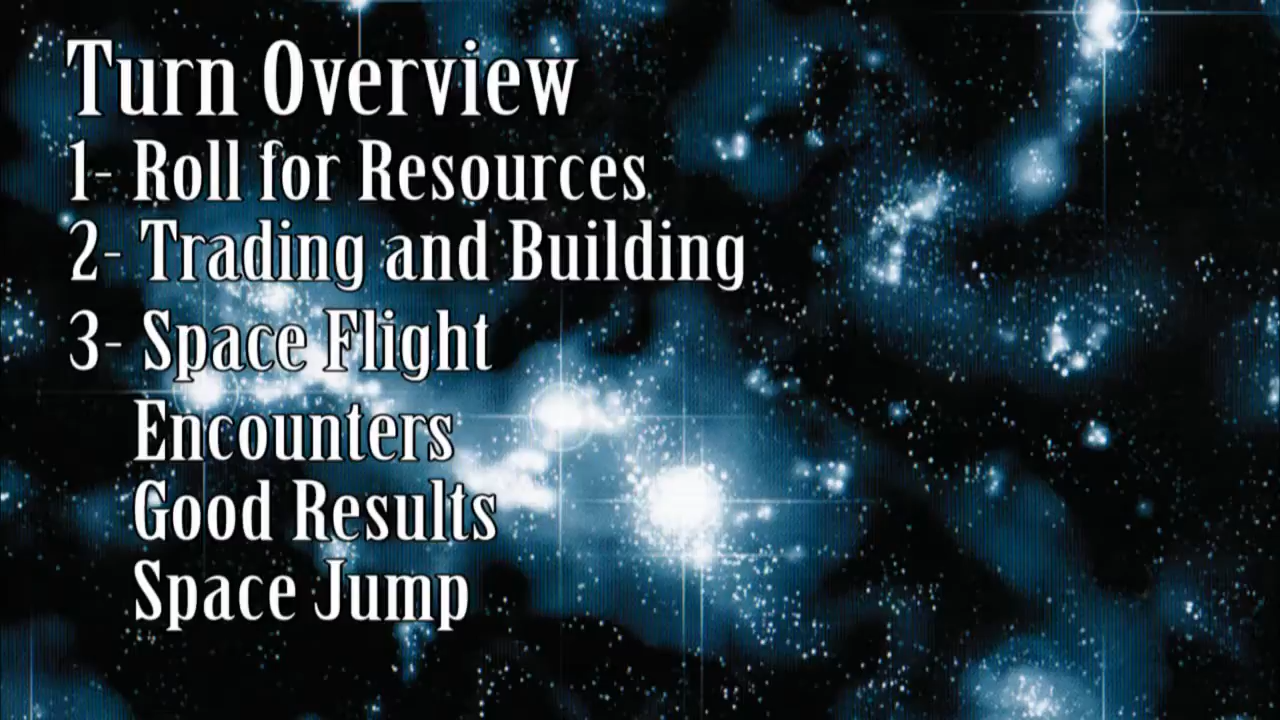 Turn Overview
1- Roll for Resources
2- Trading and Building
3- Space Flight
Encounters
Good Results
Space Jump